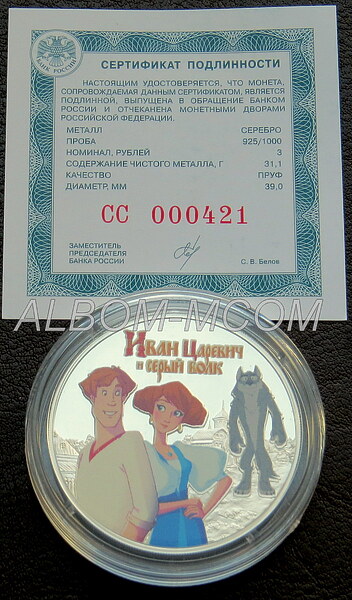 БАНК РОССИИ
СЕРТИФИКАТ ПОДЛИННОСТИ
НАСТОЯЩИМ УДОСТОВЕРЯЕТСЯ, ЧТО МОНЕТА,
СОПРОВОЖДАЕМАЯ ДАННЫМ СЕРТИФИКАТОМ, ЯВЛЯЕТСЯ
ПОДЛИННОЙ, ВЫПУЩЕНА В ОБРАЩЕНИЕ БАНКОМ
РОССИИ И ОТЧЕКАНЕНА МОНЕТНЫМИ ДВОРАМИ
РОССИЙСКОЙ ФЕДЕРАЦИИ.
МЕТАЛЛ СЕРЕБРО
ПРОБА 925/1000
НОМИНАЛ, РУБЛЕЙ 3
СОДЕРЖАНИЕ ЧИСТОГО МЕТАЛЛА, Г 31,1
КАЧЕСТВО ПРУФ
ДИАМЕТР, ММ 39,0
СС 000421
ЗАМЕСТИТЕЛЬ
ПРЕДСЕДАТЕЛЯ
БАНКА РОССИИ С. В. Белов
ALBOM-MCOM
Иван Царевич
и серый волк